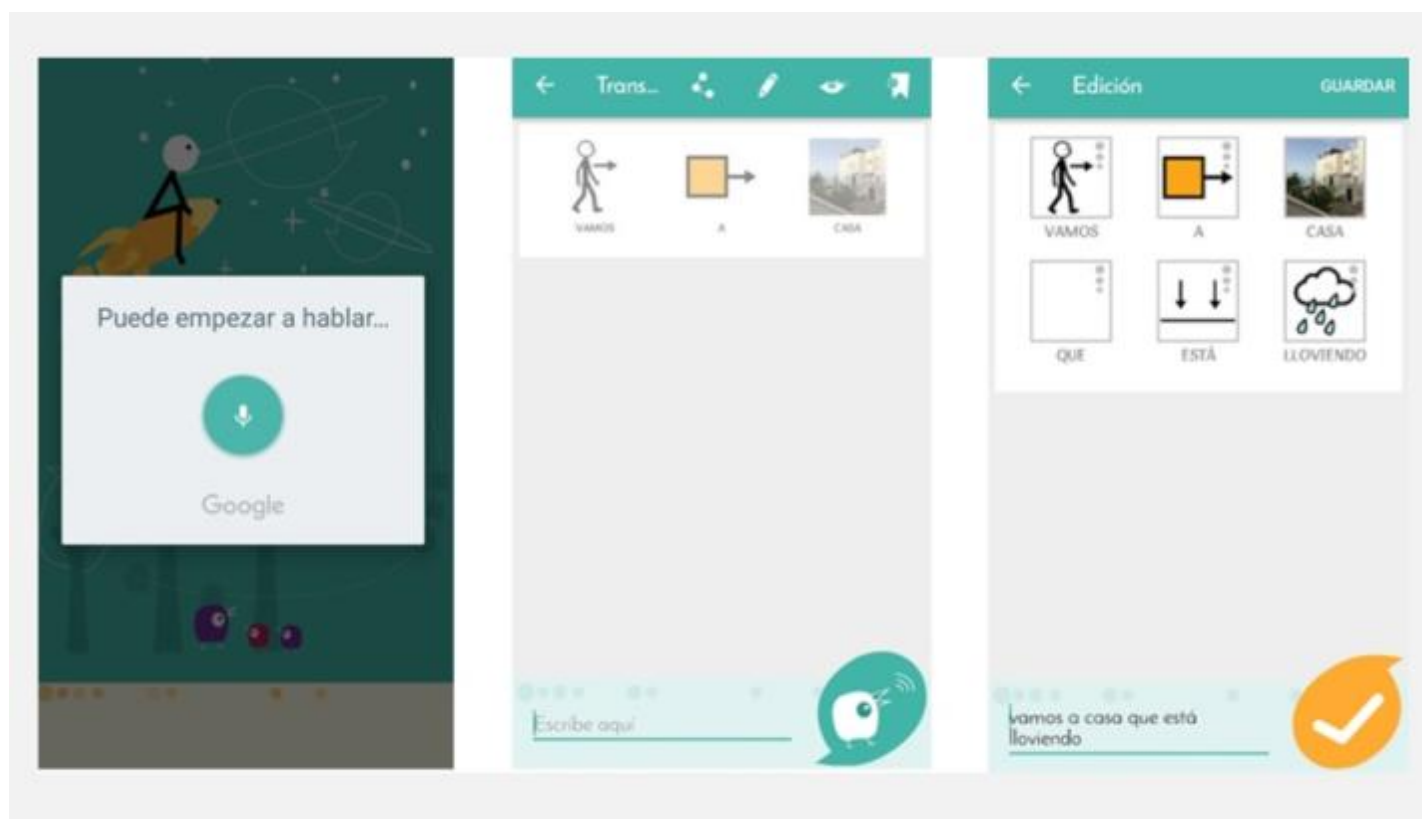 Puede empezar a hablar...
Google
Trans...
VAMOS A CASA
Escribe aquí
Edición GUARDAR
VAMOS A CASA
QUE ESTÁ LLOVIENDO
vamos a casa que está
lloviendo